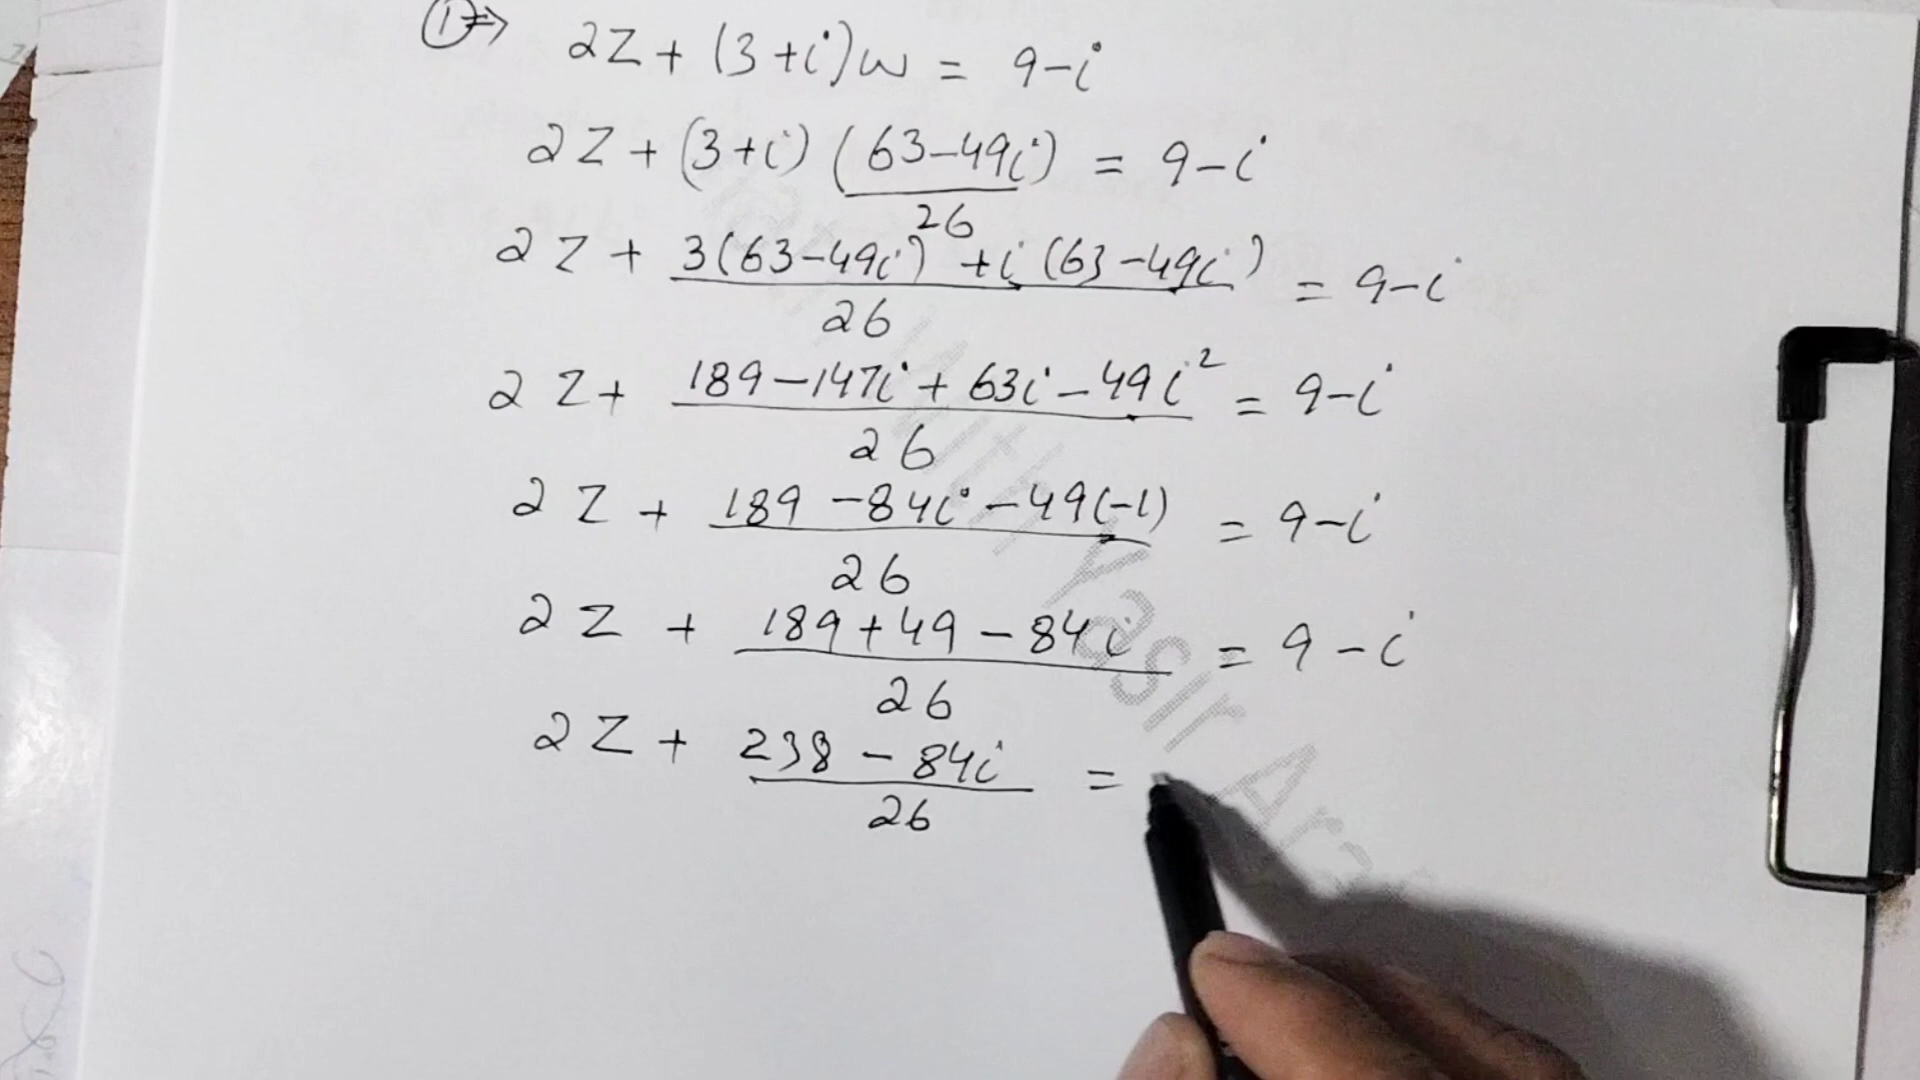 ①⇒ 2Z + (3+i)w = 9-i
2Z + (3+i) (63-49i)/26 = 9-i
2Z + 3(63-49i) + i(63-49i) / 26 = 9-i
2Z + 189-147i+63i-49i² / 26 = 9-i
2Z + 189-84i-49(-1) / 26 = 9-i
2Z + 189+49-84i / 26 = 9-i
2Z + 238-84i / 26 =
With Yasir